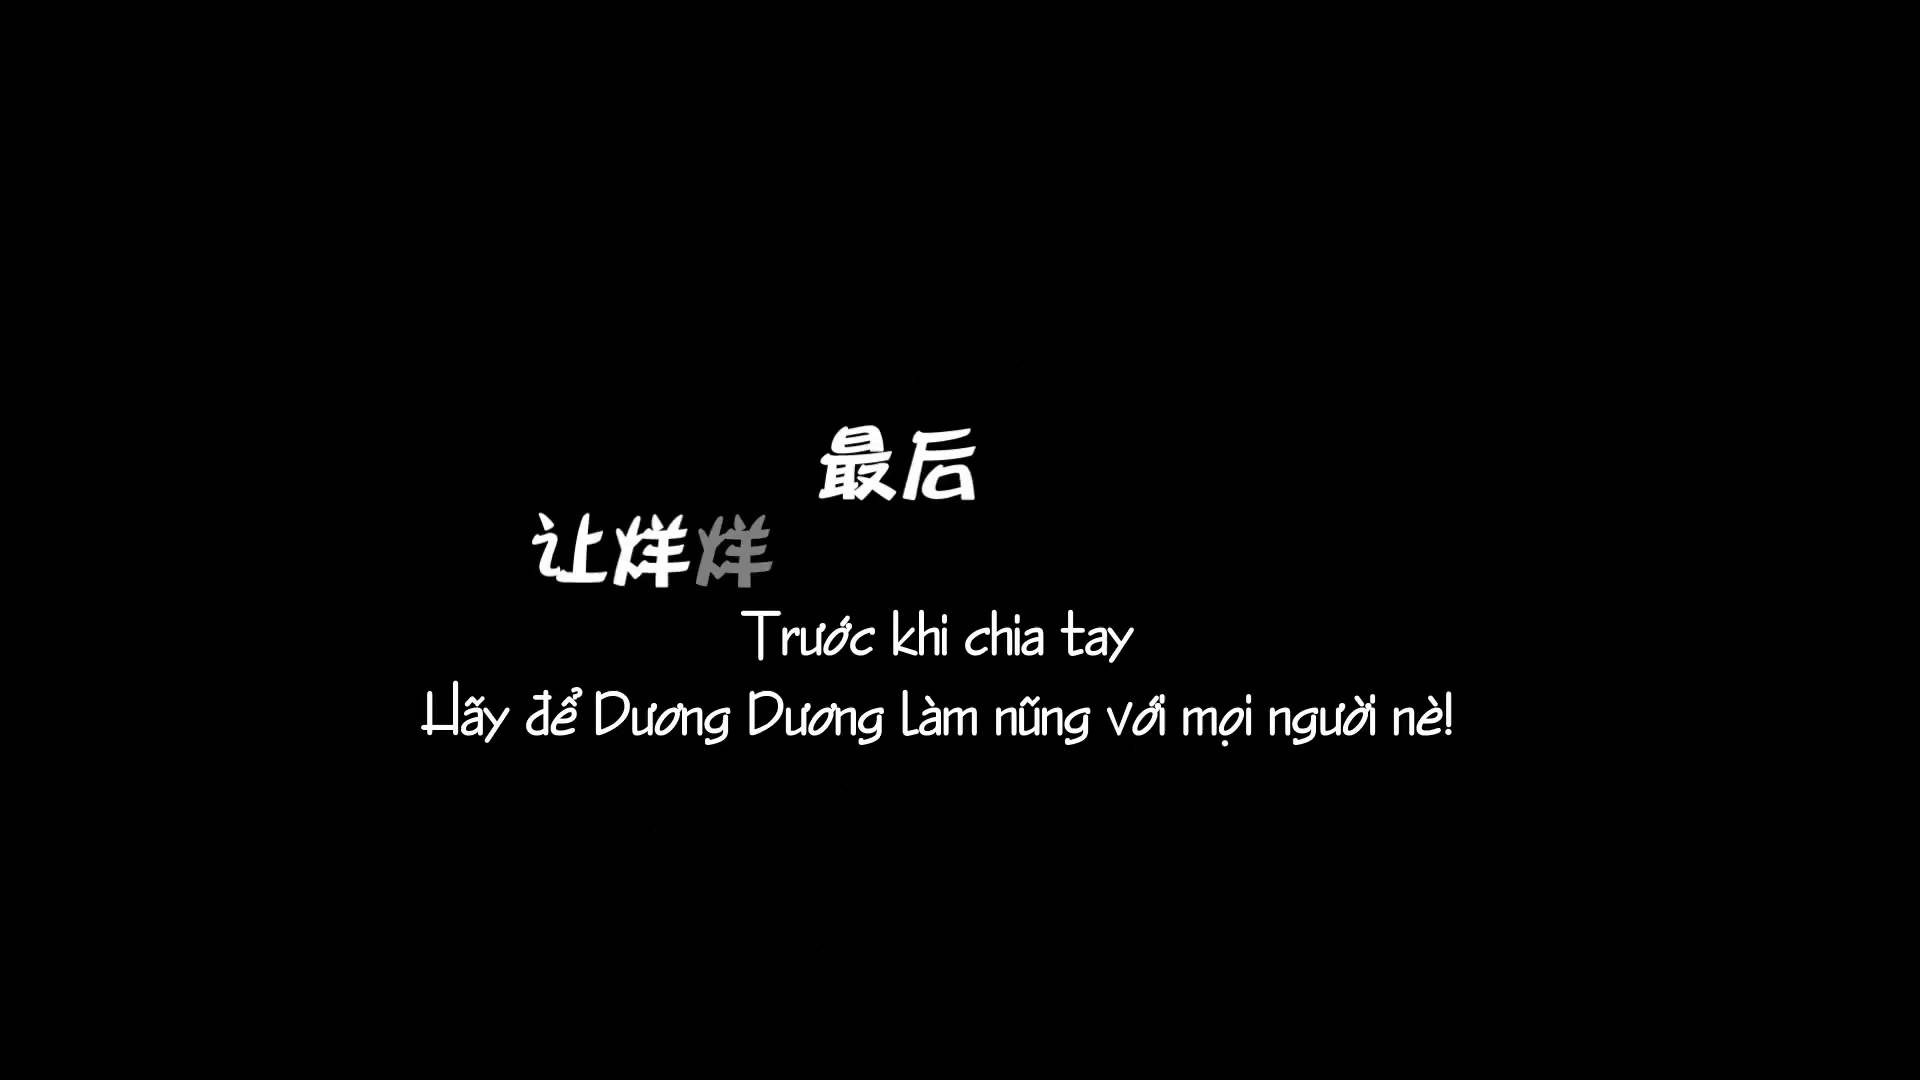 最后
让烊烊
Trước khi chia tay
Hãy để Dương Dương làm nũng với mọi người nè!